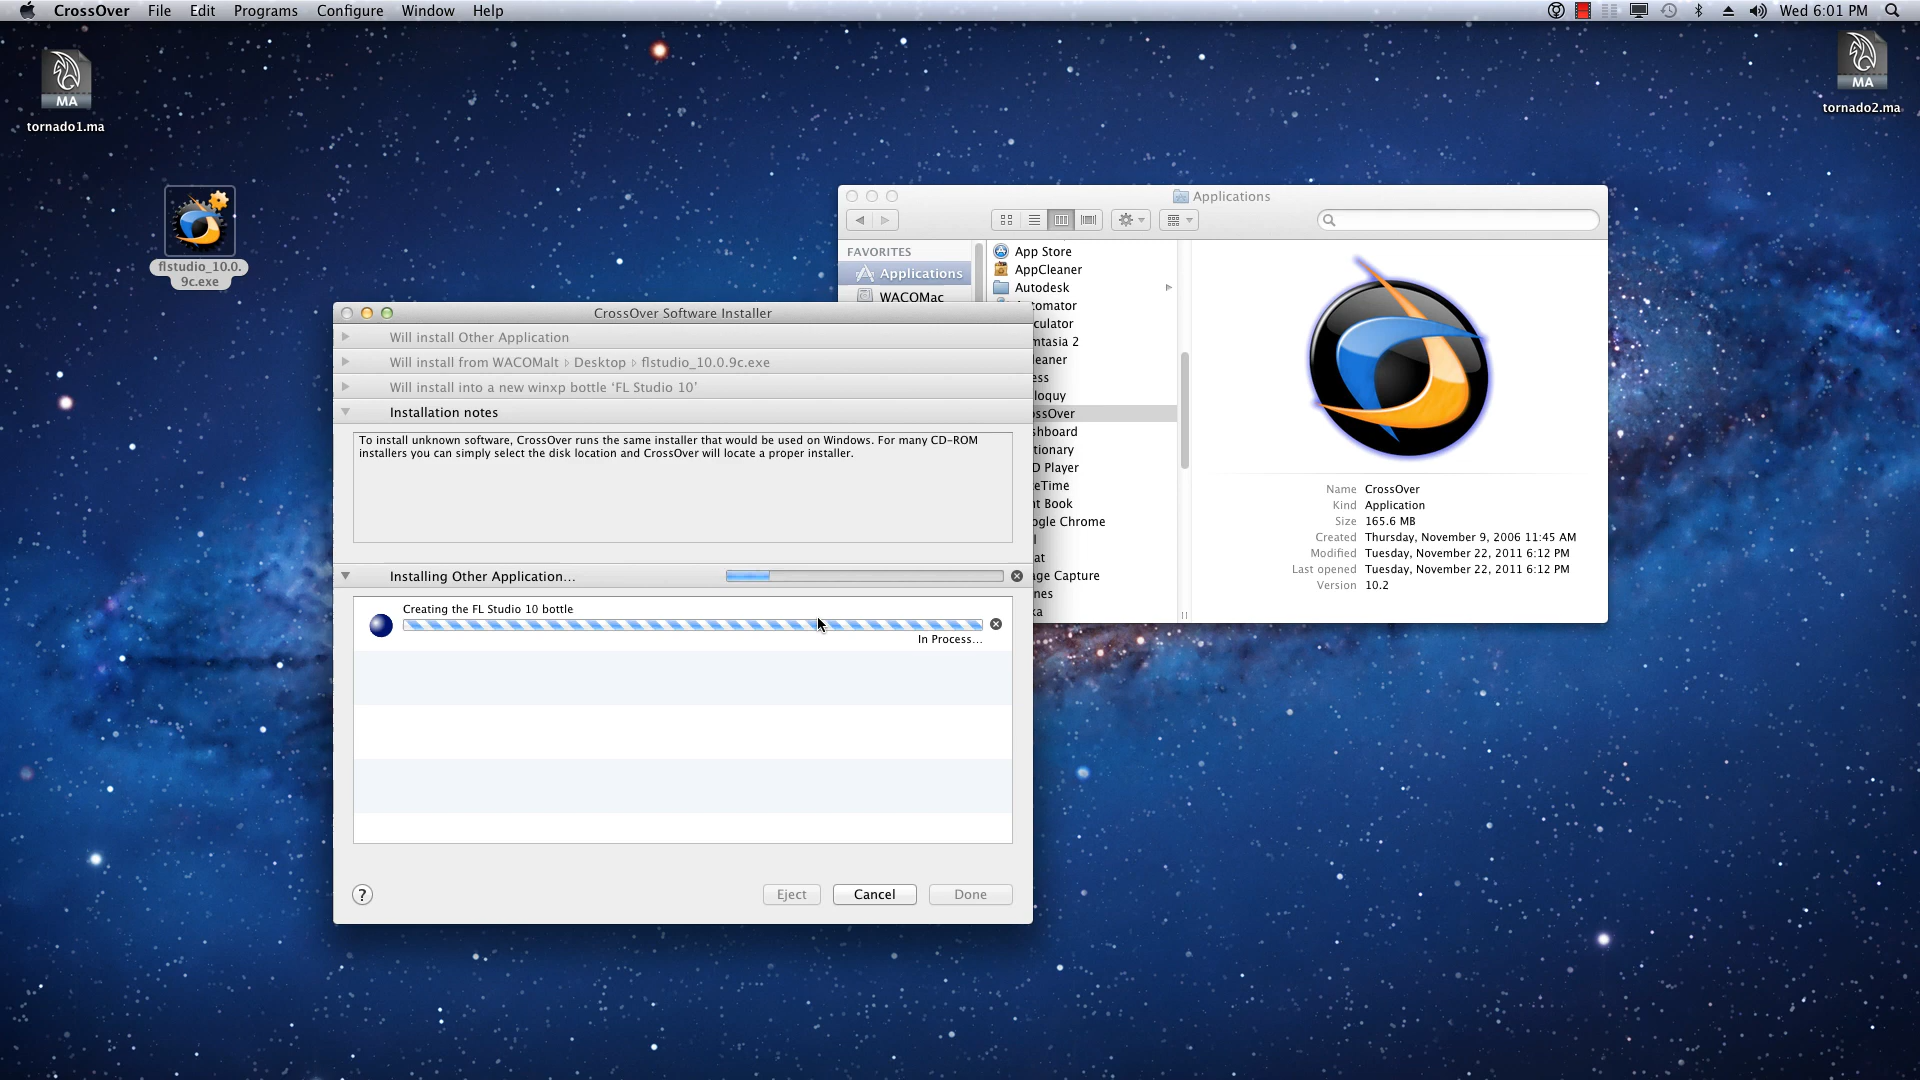 CrossOver File Edit Programs Configure Window Help Wed 6:01 PM
MA
tornado1.ma
MA
tornado2.ma
flstudio_10.0.
9c.exe
Applications
FAVORITES
Applications
WACOMac
App Store
AppCleaner
Autodesk
tomator
culator
mtasia 2
leaner
ess
loquy
ossOver
shboard
tionary
D Player
eTime
nt Book
ogle Chrome
l
at
age Capture
nes
ka
Name CrossOver
Kind Application
Size 165.6 MB
Created Thursday, November 9, 2006 11:45 AM
Modified Tuesday, November 22, 2011 6:12 PM
Last opened Tuesday, November 22, 2011 6:12 PM
Version 10.2
CrossOver Software Installer
Will install Other Application
Will install from WACOMalt ▹ Desktop ▹ flstudio_10.0.9c.exe
Will install into a new winxp bottle ‘FL Studio 10’
Installation notes
To install unknown software, CrossOver runs the same installer that would be used on Windows. For many CD-ROM
installers you can simply select the disk location and CrossOver will locate a proper installer.
Installing Other Application...
Creating the FL Studio 10 bottle
In Process...
? Eject Cancel Done